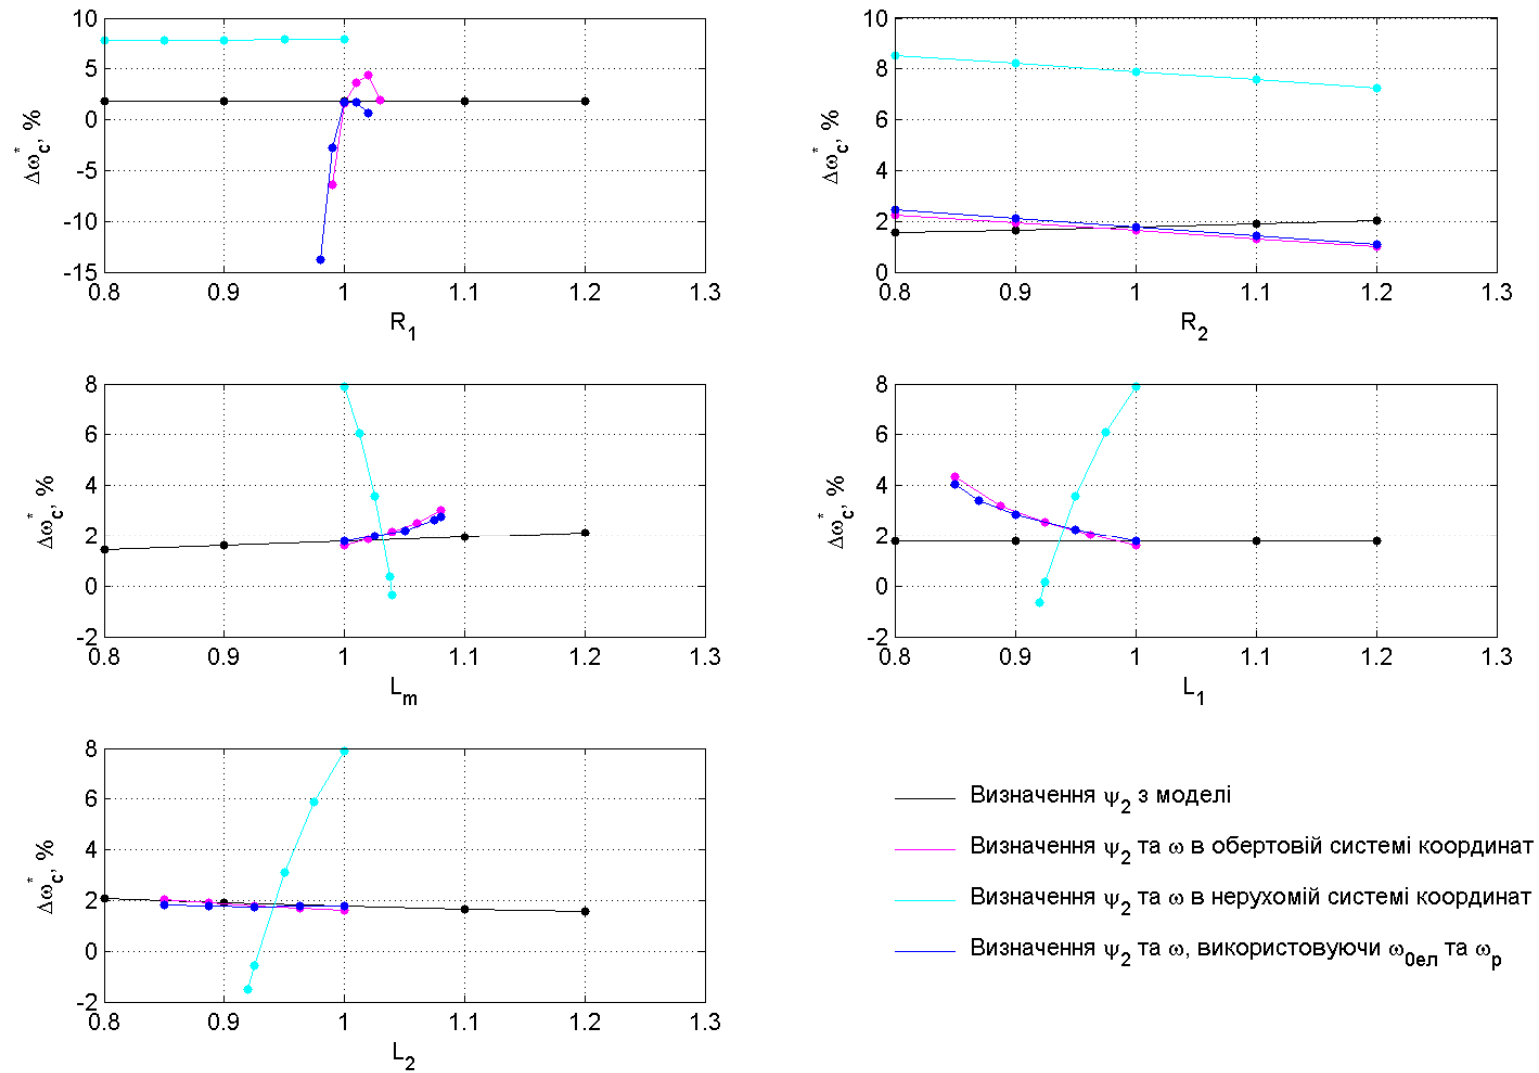 10
5
0
-5
-10
-15
0.8 0.9 1 1.1 1.2 1.3
Δω*c, %
R1
10
8
6
4
2
0
0.8 0.9 1 1.1 1.2 1.3
Δω*c, %
R2
8
6
4
2
0
-2
0.8 0.9 1 1.1 1.2 1.3
Δω*c, %
Lm
8
6
4
2
0
-2
0.8 0.9 1 1.1 1.2 1.3
Δω*c, %
L1
8
6
4
2
0
-2
0.8 0.9 1 1.1 1.2 1.3
Δω*c, %
L2
Визначення ψ2 з моделі
Визначення ψ2 та ω в обертовій системі координат
Визначення ψ2 та ω в нерухомій системі координат
Визначення ψ2 та ω, використовуючи ω0ел та ωр